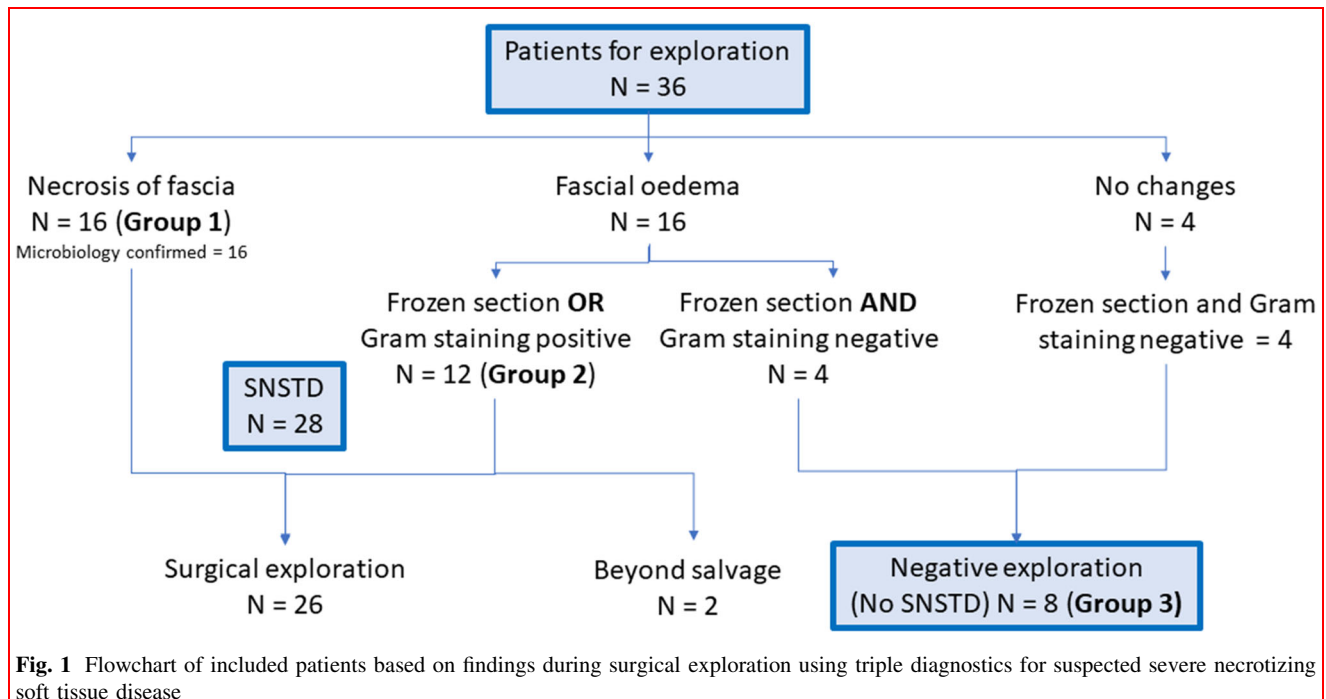 Patients for exploration
N = 36
Necrosis of fascia
N = 16 (Group 1)
Microbiology confirmed = 16
Fascial oedema
N = 16
No changes
N = 4
Frozen section OR
Gram staining positive
N = 12 (Group 2)
Frozen section AND
Gram staining negative
N = 4
Frozen section and Gram
staining negative = 4
SNSTD
N = 28
Surgical exploration
N = 26
Beyond salvage
N = 2
Negative exploration
(No SNSTD) N = 8 (Group 3)
Fig. 1 Flowchart of included patients based on findings during surgical exploration using triple diagnostics for suspected severe necrotizing
soft tissue disease